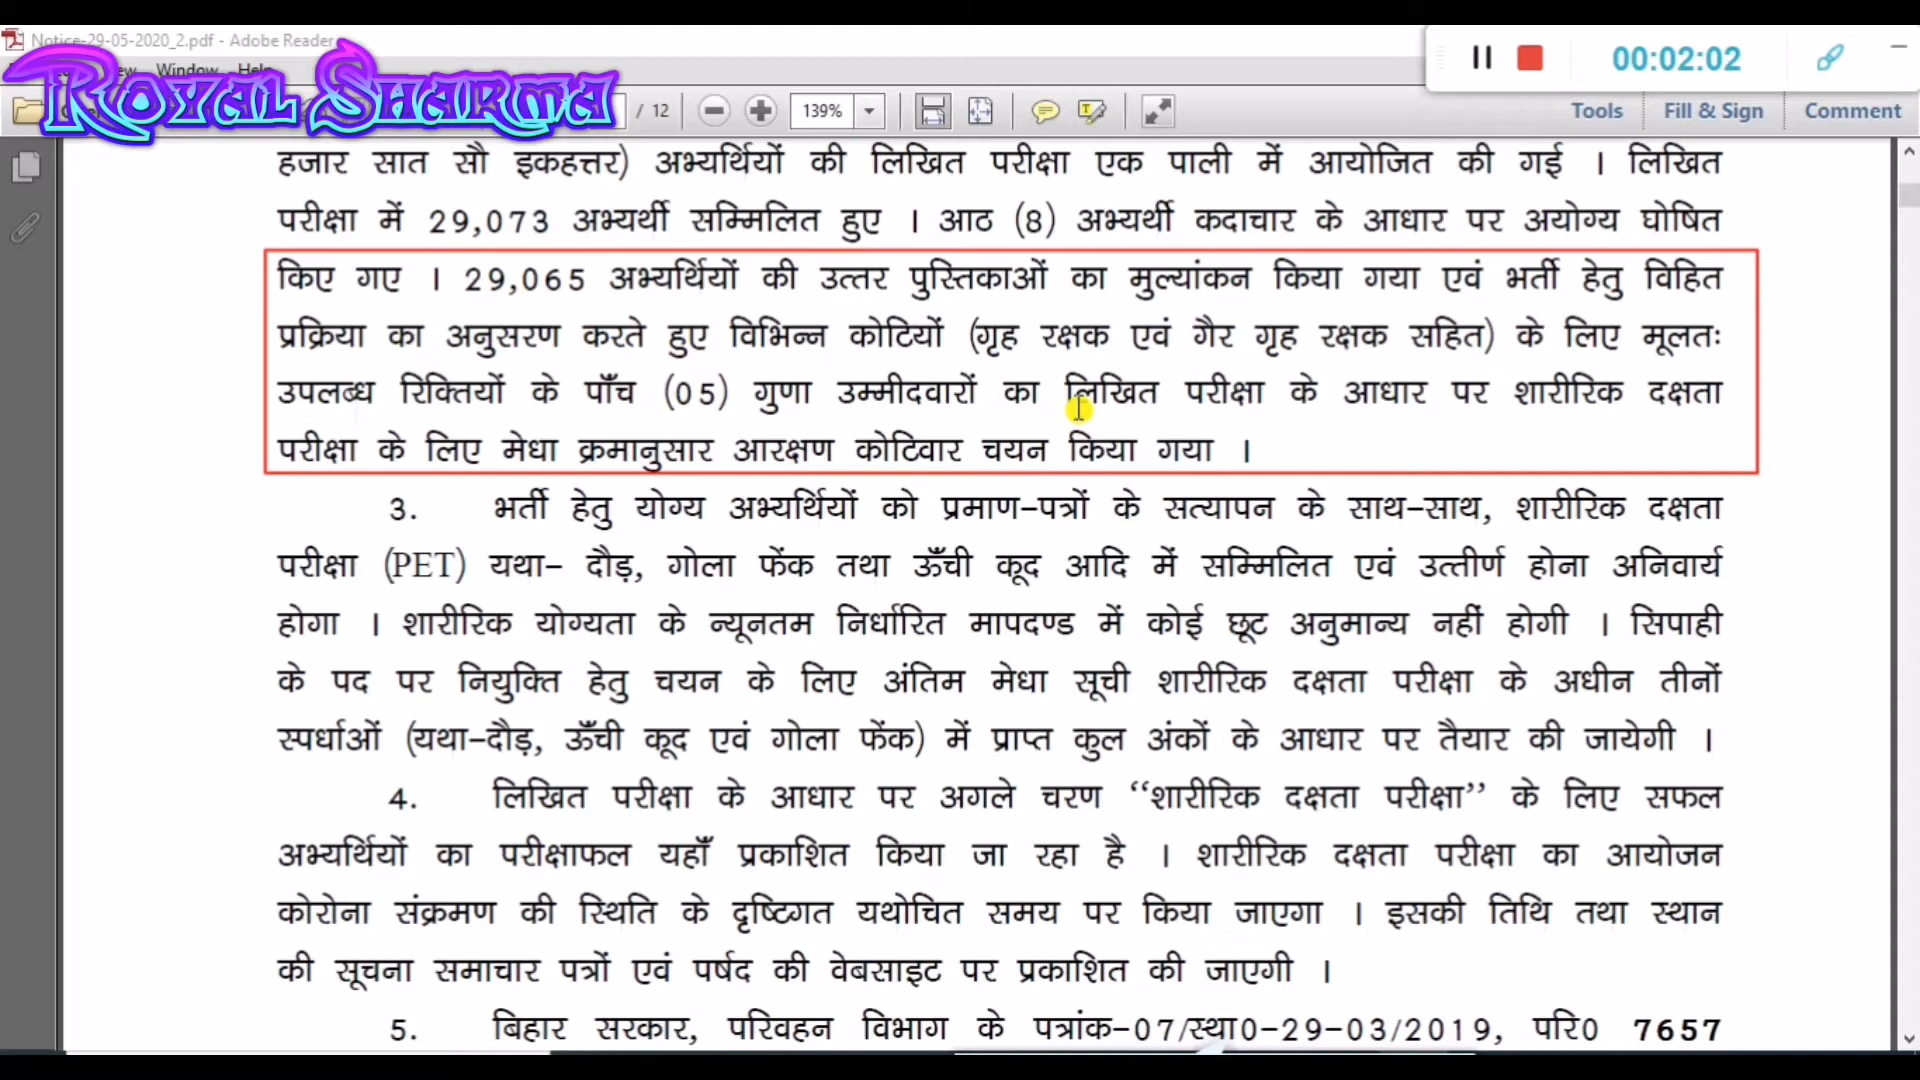 Notice-29-05-2020_2.pdf - Adobe Reader
Window Help
Royal Sharma
/ 12
139%
00:02:02
Tools
Fill & Sign
Comment
हजार सात सौ इकहत्तर) अभ्यर्थियों की लिखित परीक्षा एक पाली में आयोजित की गई । लिखित
परीक्षा में 29,073 अभ्यर्थी सम्मिलित हुए । आठ (8) अभ्यर्थी कदाचार के आधार पर अयोग्य घोषित
किए गए । 29,065 अभ्यर्थियों की उत्तर पुस्तिकाओं का मुल्यांकन किया गया एवं भर्ती हेतु विहित
प्रक्रिया का अनुसरण करते हुए विभिन्न कोटियों (गृह रक्षक एवं गैर गृह रक्षक सहित) के लिए मूलतः
उपलब्ध रिक्तियों के पाँच (05) गुणा उम्मीदवारों का लिखित परीक्षा के आधार पर शारीरिक दक्षता
परीक्षा के लिए मेधा क्रमानुसार आरक्षण कोटिवार चयन किया गया ।
3. भर्ती हेतु योग्य अभ्यर्थियों को प्रमाण-पत्रों के सत्यापन के साथ-साथ, शारीरिक दक्षता
परीक्षा (PET) यथा- दौड़, गोला फेंक तथा ऊँची कूद आदि में सम्मिलित एवं उत्तीर्ण होना अनिवार्य
होगा । शारीरिक योग्यता के न्यूनतम निर्धारित मापदण्ड में कोई छूट अनुमान्य नहीं होगी । सिपाही
के पद पर नियुक्ति हेतु चयन के लिए अंतिम मेधा सूची शारीरिक दक्षता परीक्षा के अधीन तीनों
स्पर्धाओं (यथा-दौड़, ऊँची कूद एवं गोला फेंक) में प्राप्त कुल अंकों के आधार पर तैयार की जायेगी ।
4. लिखित परीक्षा के आधार पर अगले चरण ‘‘शारीरिक दक्षता परीक्षा’’ के लिए सफल
अभ्यर्थियों का परीक्षाफल यहाँ प्रकाशित किया जा रहा है । शारीरिक दक्षता परीक्षा का आयोजन
कोरोना संक्रमण की स्थिति के दृष्टिगत यथोचित समय पर किया जाएगा । इसकी तिथि तथा स्थान
की सूचना समाचार पत्रों एवं पर्षद की वेबसाइट पर प्रकाशित की जाएगी ।
5. बिहार सरकार, परिवहन विभाग के पत्रांक-07/स्था0-29-03/2019, परि0 7657